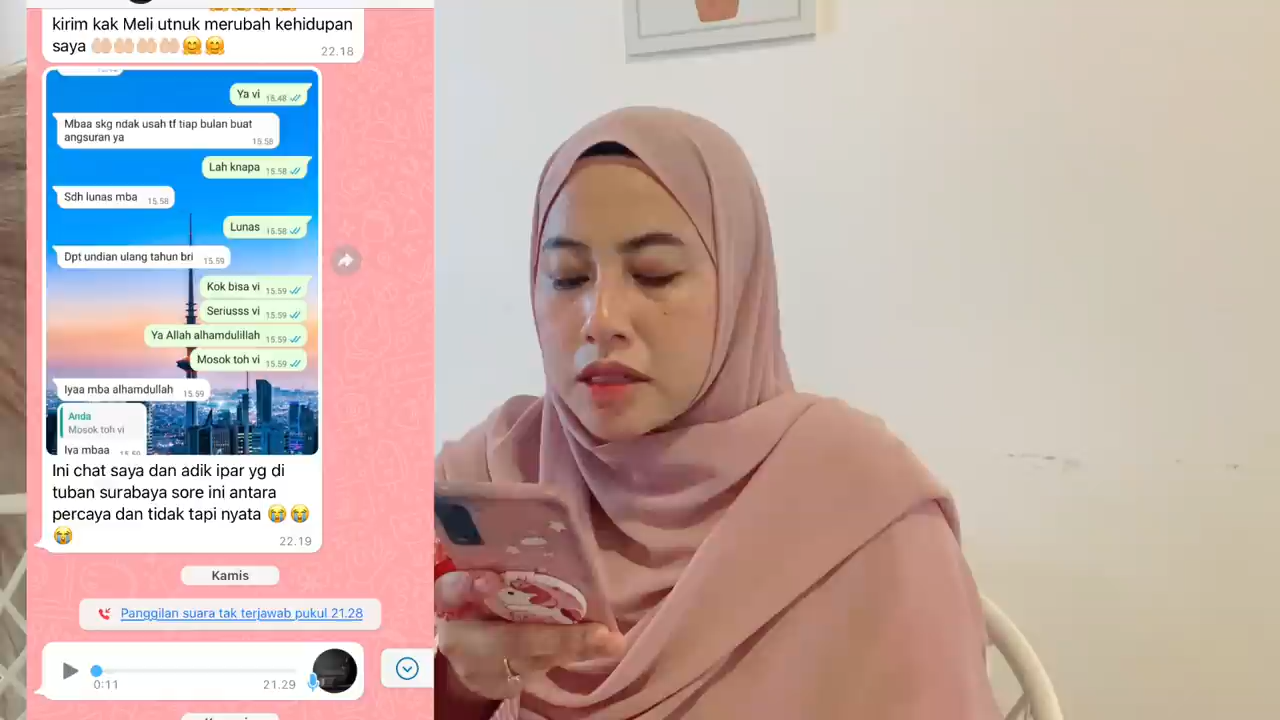 kirim kak Meli utnuk merubah kehidupan
saya 🤲🏻🤲🏻🤲🏻🤲🏻🤗🤗
22.18
Ya vi 15.48
Mbaa skg ndak usah tf tiap bulan buat
angsuran ya
15.58
Lah knapa 15.58
Sdh lunas mba 15.58
Lunas 15.58
Dpt undian ulang tahun bri 15.59
Kok bisa vi 15.59
Seriusss vi 15.59
Ya Allah alhamdulillah 15.59
Mosok toh vi 15.59
Iyaa mba alhamdullah 15.59
Anda
Mosok toh vi
Iya mbaa 15.59
Ini chat saya dan adik ipar yg di
tuban surabaya sore ini antara
percaya dan tidak tapi nyata 😭😭
😭
22.19
Kamis
Panggilan suara tak terjawab pukul 21.28
0:11 21.29